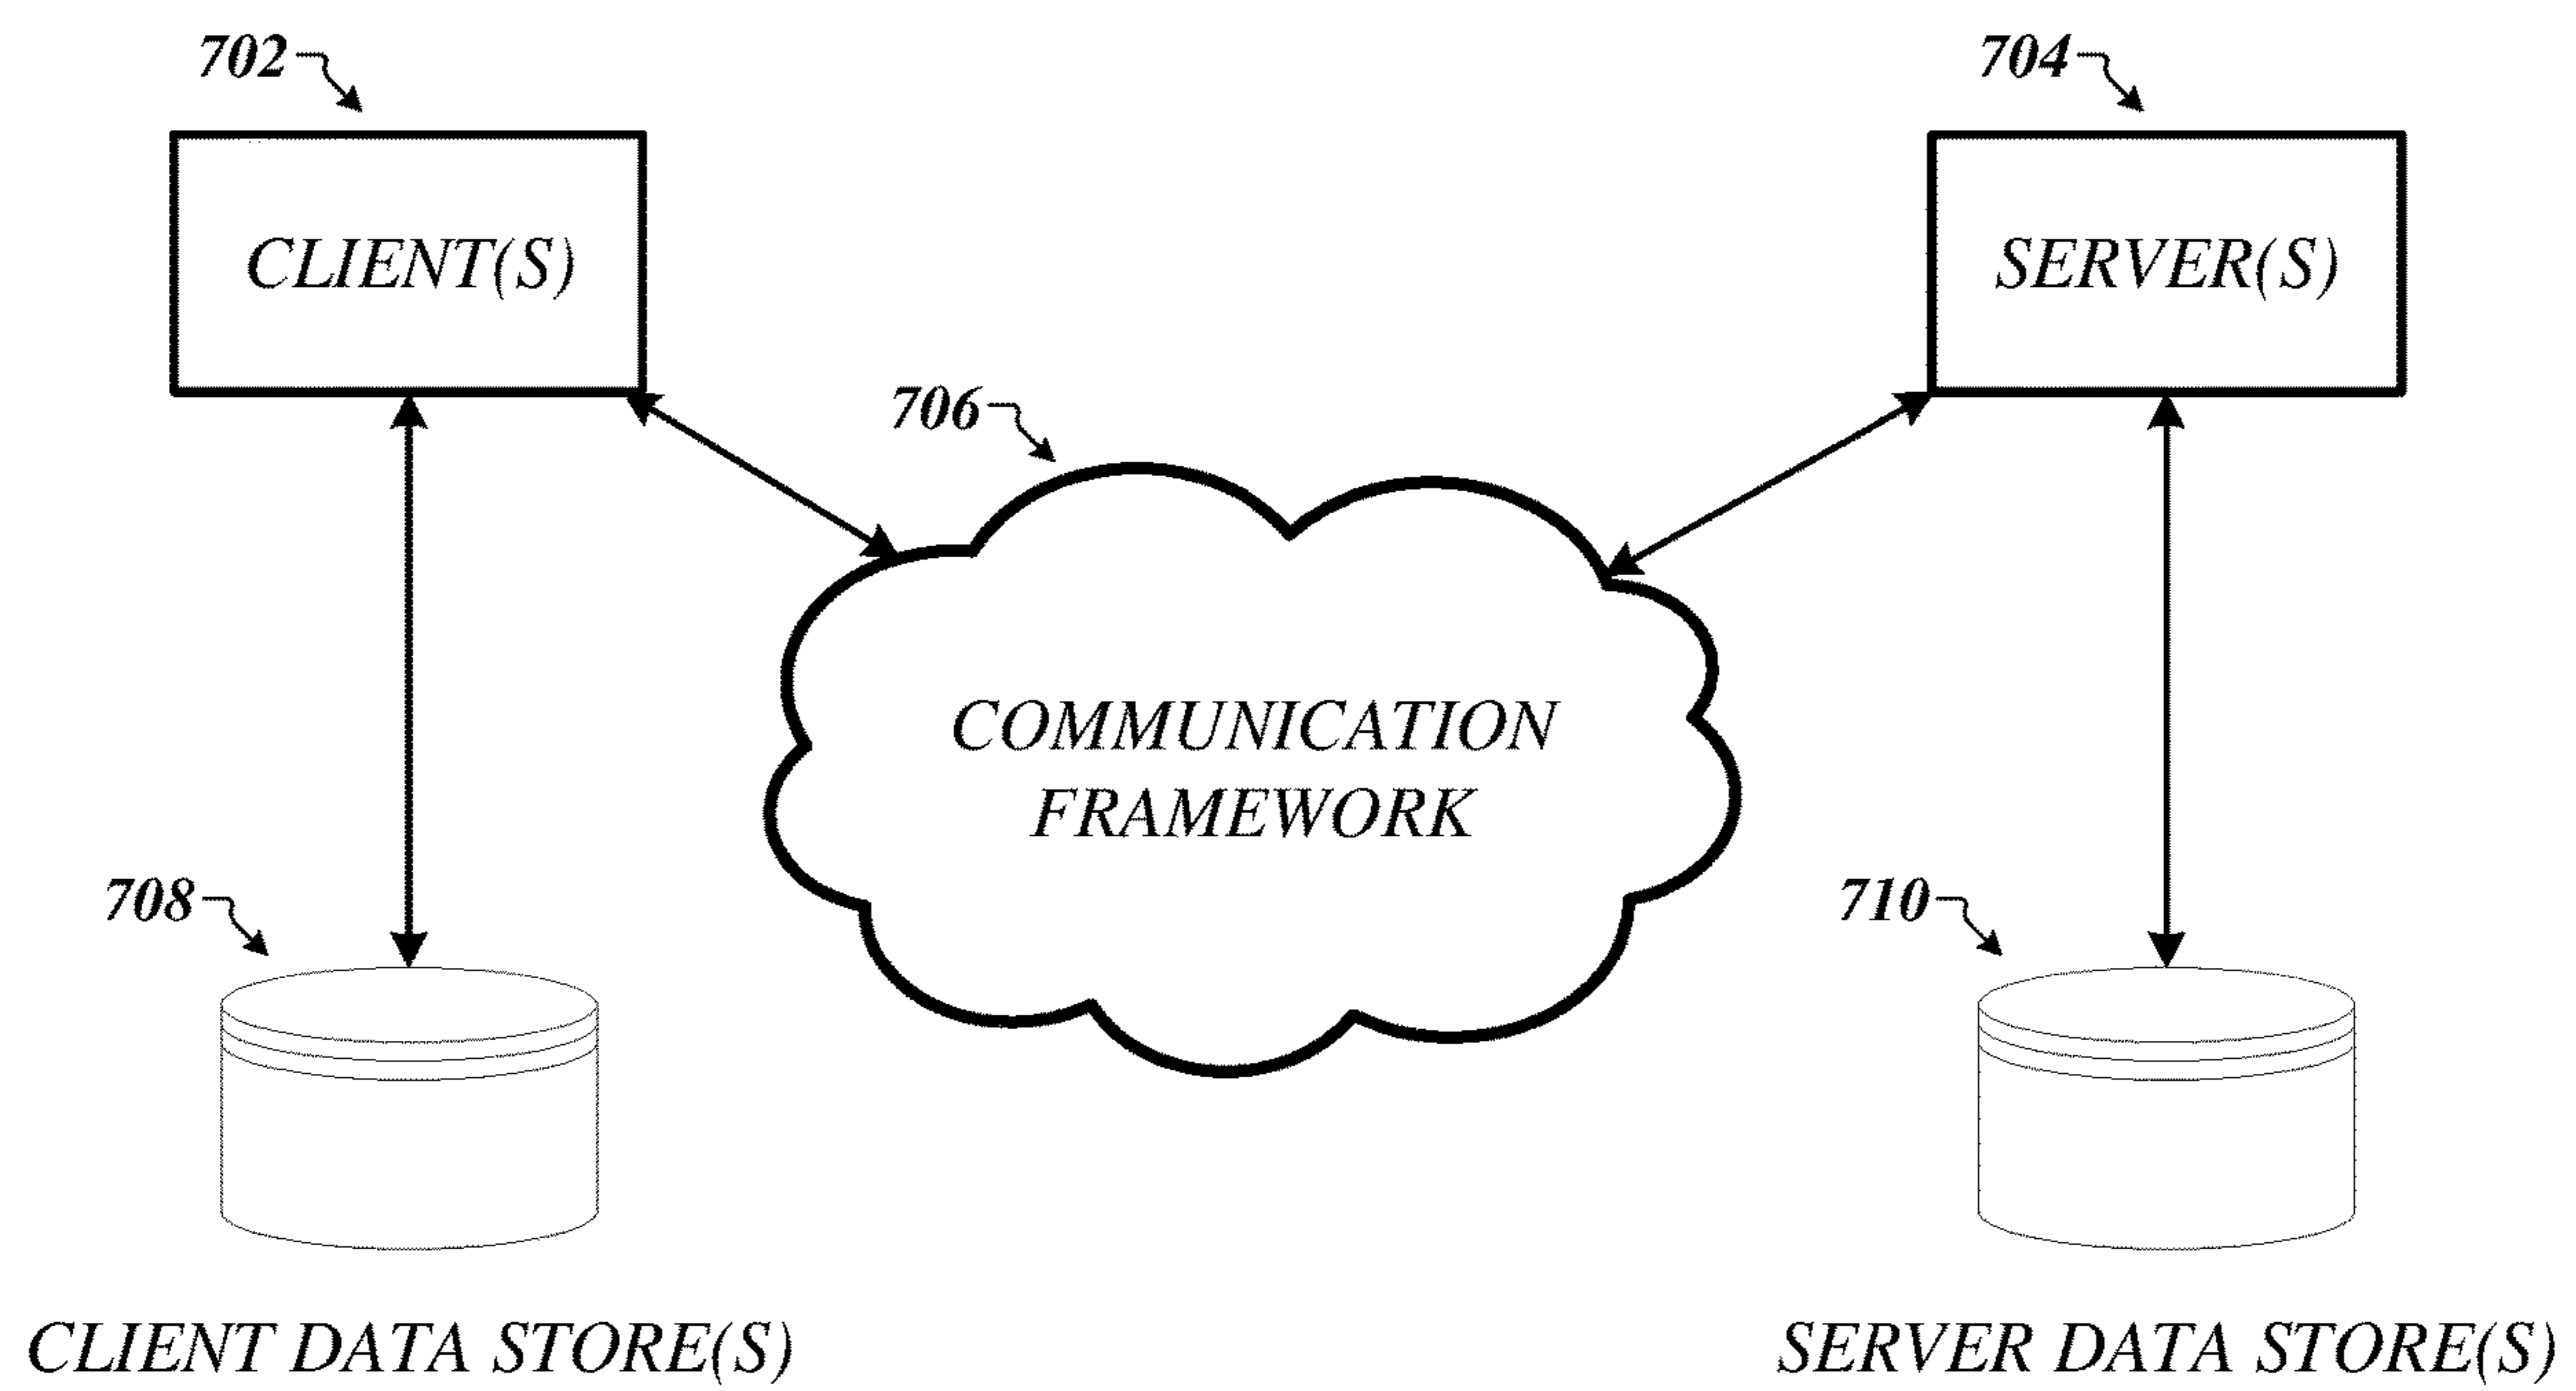 702
704
CLIENT(S)
SERVER(S)
706
COMMUNICATION
FRAMEWORK
708
710
CLIENT DATA STORE(S)
SERVER DATA STORE(S)